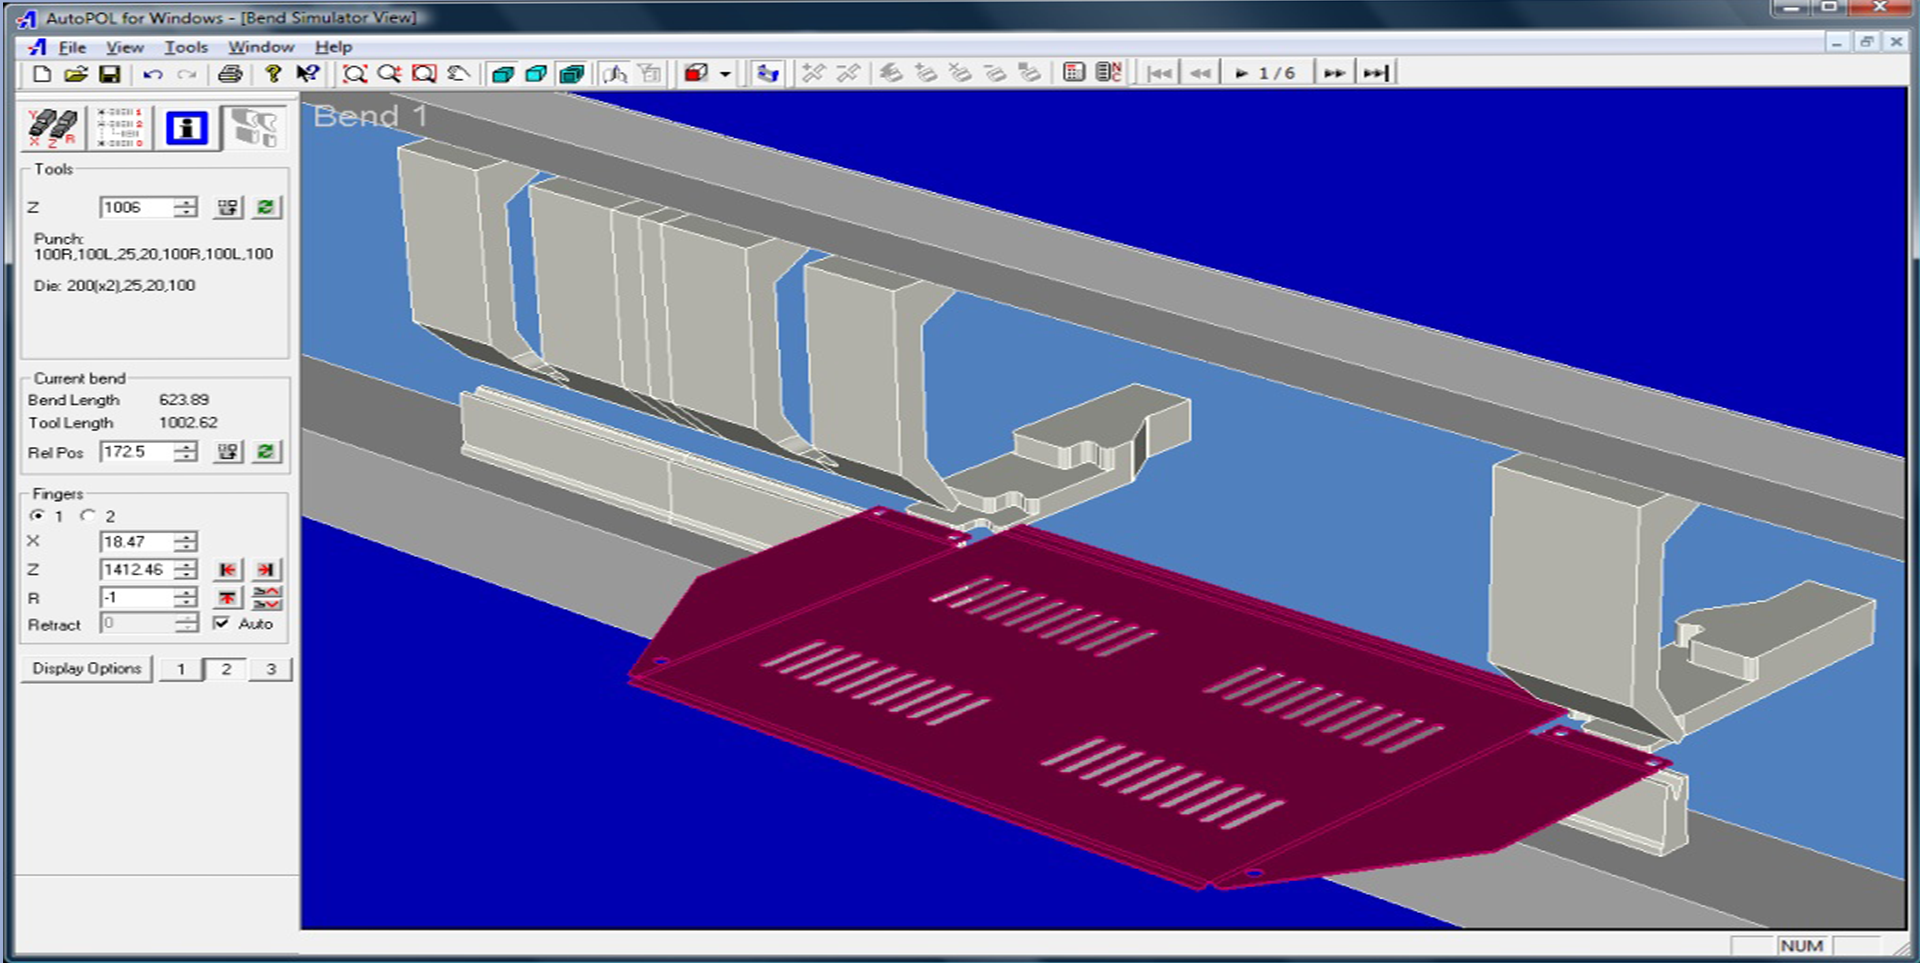 AutoPOL for Windows - [Bend Simulator View]
File View Tools Window Help
1 / 6
Bend 1
Tools
Z 1006
Punch:
100R,100L,25,20,100R,100L,100
Die: 200(x2),25,20,100
Current bend
Bend Length 623.89
Tool Length 1002.62
Rel Pos 172.5
Fingers
1 2
X 18.47
Z 1412.46
R -1
Retract 0 Auto
Display Options 1 2 3
NUM